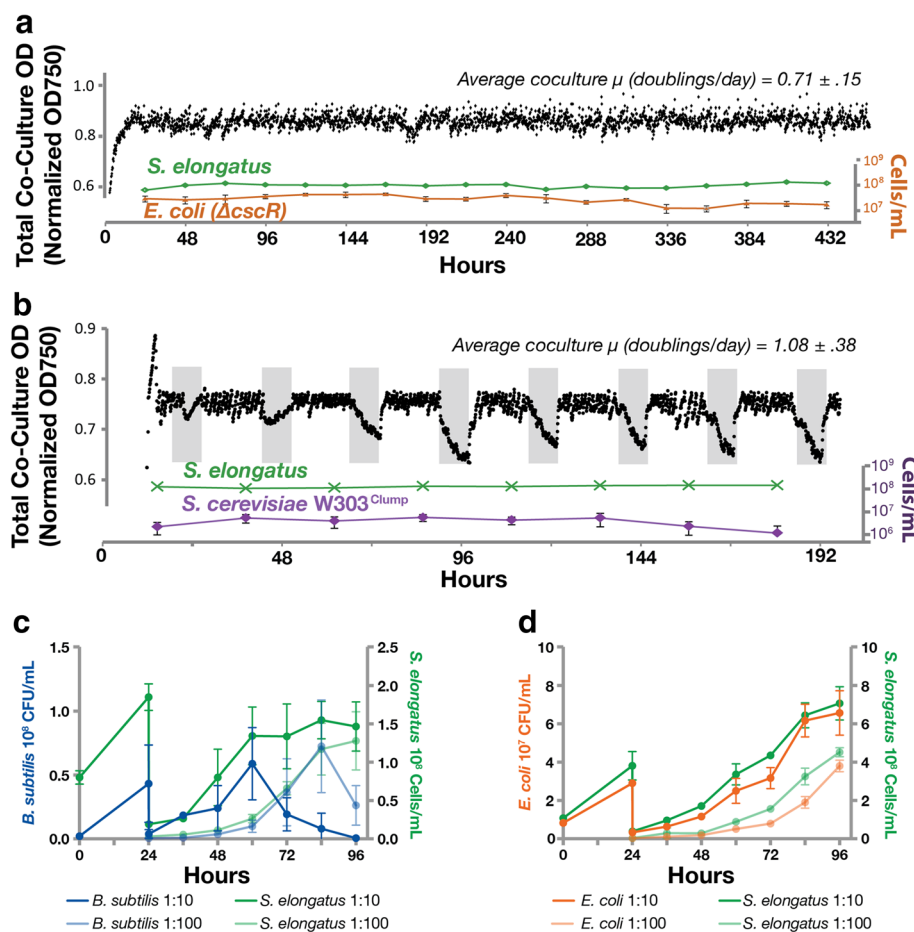 a
Total Co-Culture OD
(Normalized OD750)
1.0
0.8
0.6
Average coculture μ (doublings/day) = 0.71 ± .15
S. elongatus
E. coli (ΔcscR)
10⁹
10⁸
10⁷
Cells/mL
0 48 96 144 192 240 288 336 384 432
Hours
b
Total Co-Culture OD
(Normalized OD750)
0.9
0.8
0.7
0.6
Average coculture μ (doublings/day) = 1.08 ± .38
S. elongatus
S. cerevisiae W303 Clump
10⁹
10⁸
10⁷
10⁶
Cells/mL
0 48 96 144 192
Hours
c
B. subtilis 10⁸ CFU/mL
1.5
1.0
0.5
0.0
2.5
2.0
1.5
1.0
0.5
0.0
S. elongatus 10⁸ Cells/mL
0 24 48 72 96
Hours
B. subtilis 1:10 S. elongatus 1:10
B. subtilis 1:100 S. elongatus 1:100
d
E. coli 10⁷ CFU/mL
10
8
6
4
2
0
10
8
6
4
2
0
S. elongatus 10⁸ Cells/mL
0 24 48 72 96
Hours
E. coli 1:10 S. elongatus 1:10
E. coli 1:100 S. elongatus 1:100